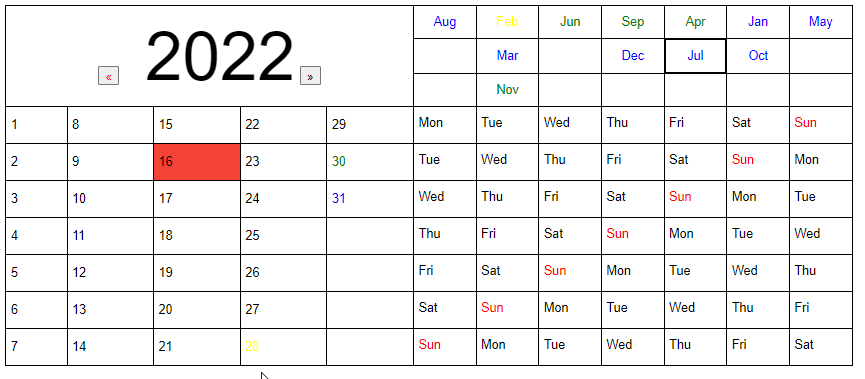 Aug Feb Jun Sep Apr Jan May
« 2022 » Mar Dec Jul Oct
Nov
1 8 15 22 29 Mon Tue Wed Thu Fri Sat Sun
2 9 16 23 30 Tue Wed Thu Fri Sat Sun Mon
3 10 17 24 31 Wed Thu Fri Sat Sun Mon Tue
4 11 18 25 Thu Fri Sat Sun Mon Tue Wed
5 12 19 26 Fri Sat Sun Mon Tue Wed Thu
6 13 20 27 Sat Sun Mon Tue Wed Thu Fri
7 14 21 28 Sun Mon Tue Wed Thu Fri Sat